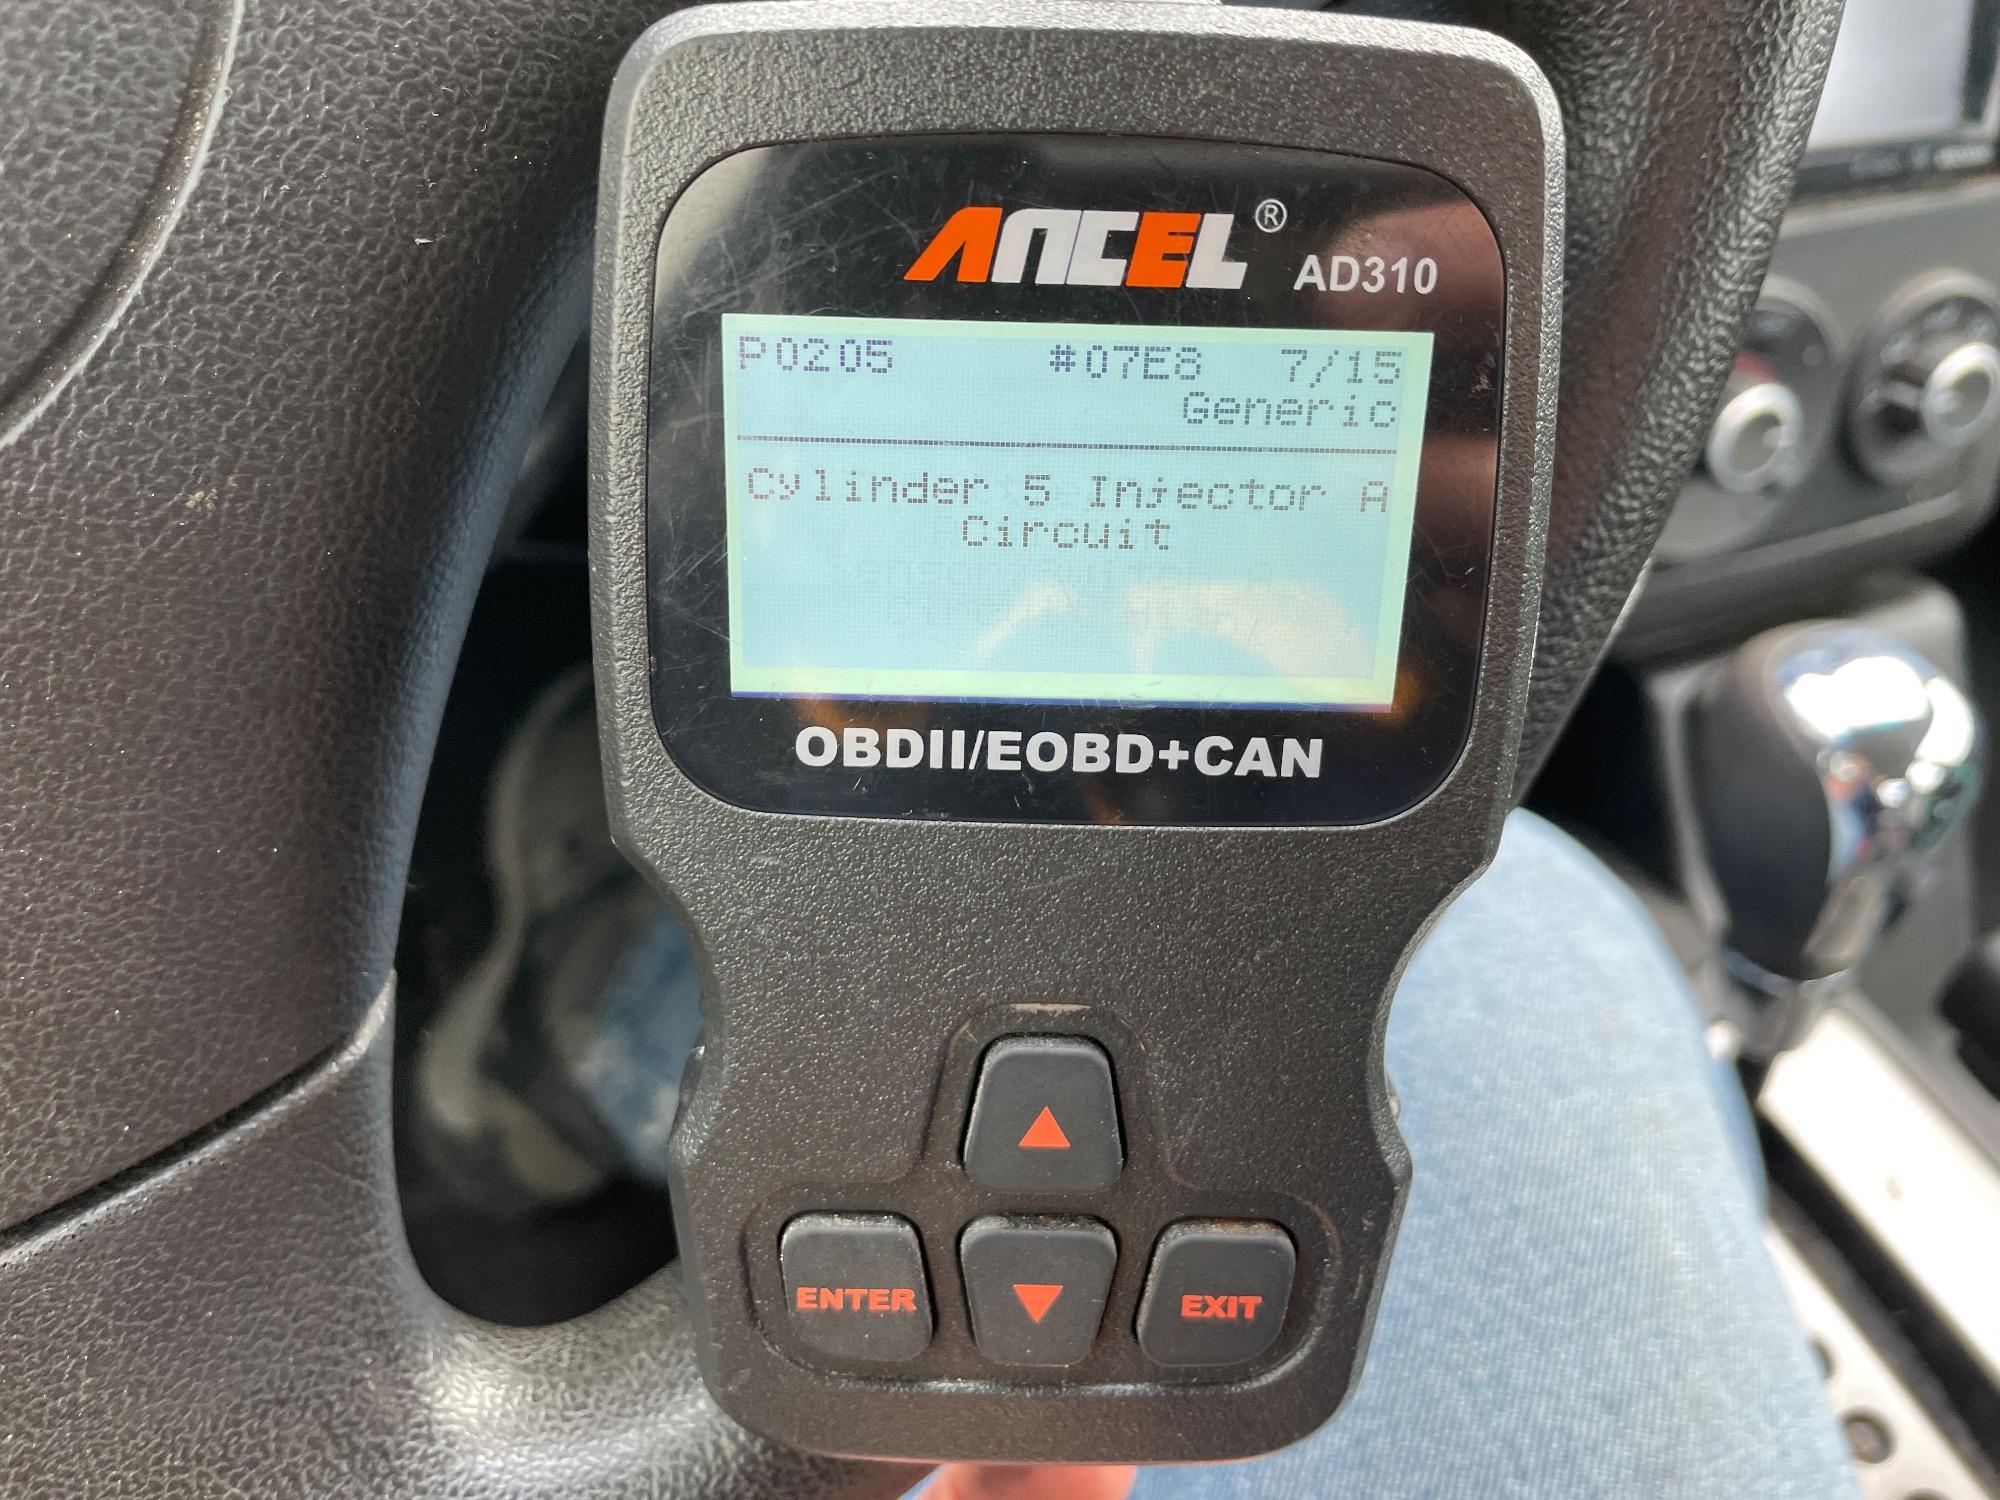 ANCEL® AD310
P0205 #07E8 7/15
Generic
Cylinder 5 Injector A
Circuit
OBDII/EOBD+CAN
ENTER EXIT